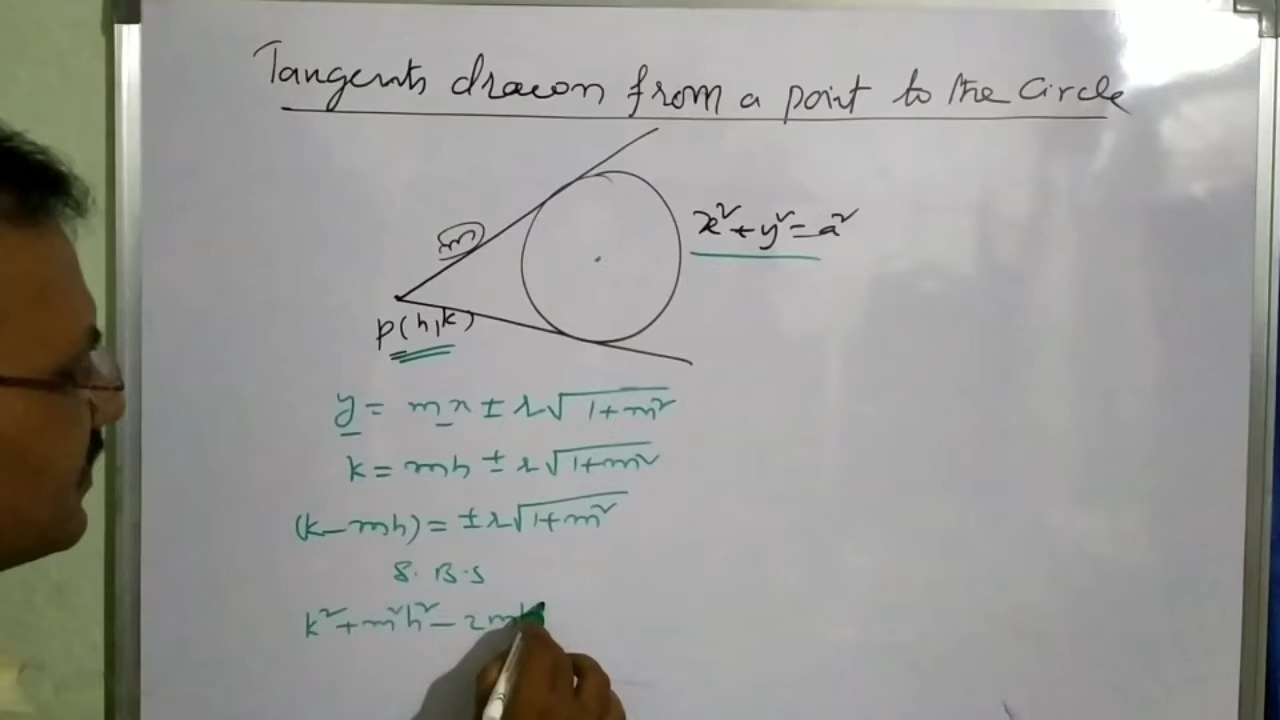 Tangents drawn from a point to the Circle
x²+y²=a²
m
P(h,k)
y = mx ± r√1+m²
k = mh ± r√1+m²
(k-mh) = ±r√1+m²
S. B.S
k²+m²h²-2m